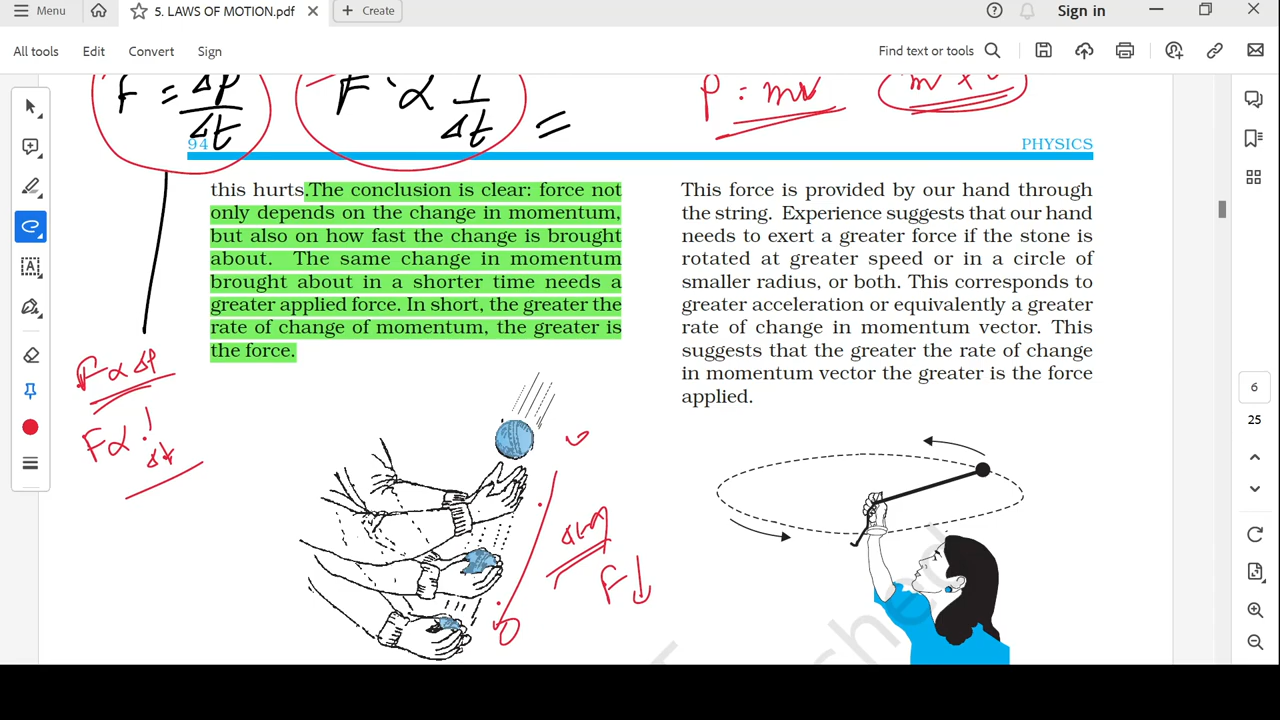 Menu
5. LAWS OF MOTION.pdf
Create
Sign in
All tools
Edit
Convert
Sign
Find text or tools
F = ΔP/Δt
F ∝ 1/Δt =
P = mv
94
PHYSICS
this hurts. The conclusion is clear: force not
only depends on the change in momentum,
but also on how fast the change is brought
about. The same change in momentum
brought about in a shorter time needs a
greater applied force. In short, the greater the
rate of change of momentum, the greater is
the force.
F ∝ ΔP
F ∝ 1/Δt
F↓
This force is provided by our hand through
the string. Experience suggests that our hand
needs to exert a greater force if the stone is
rotated at greater speed or in a circle of
smaller radius, or both. This corresponds to
greater acceleration or equivalently a greater
rate of change in momentum vector. This
suggests that the greater the rate of change
in momentum vector the greater is the force
applied.
6
25